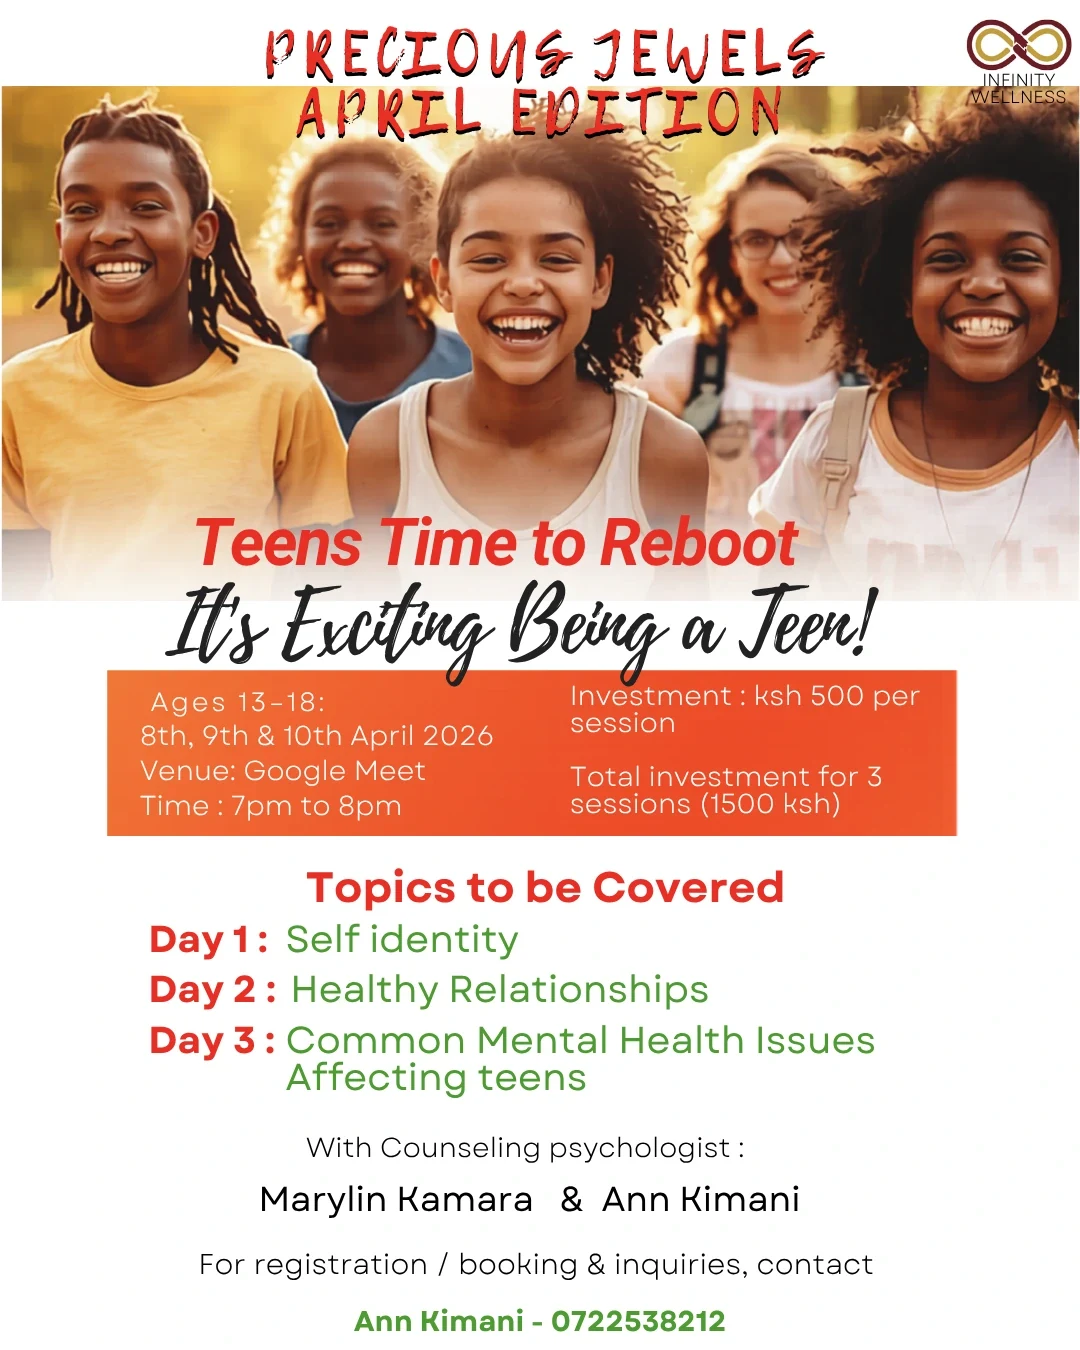 PRECIOUS JEWELS
APRIL EDITION
INFINITY
WELLNESS
Teens Time to Reboot
It's Exciting Being a Teen!
Ages 13-18:
8th, 9th & 10th April 2026
Venue: Google Meet
Time : 7pm to 8pm
Investment : ksh 500 per
session
Total investment for 3
sessions (1500 ksh)
Topics to be Covered
Day 1 : Self identity
Day 2 : Healthy Relationships
Day 3 : Common Mental Health Issues
Affecting teens
With Counseling psychologist :
Marylin Kamara & Ann Kimani
For registration / booking & inquiries, contact
Ann Kimani - 0722538212